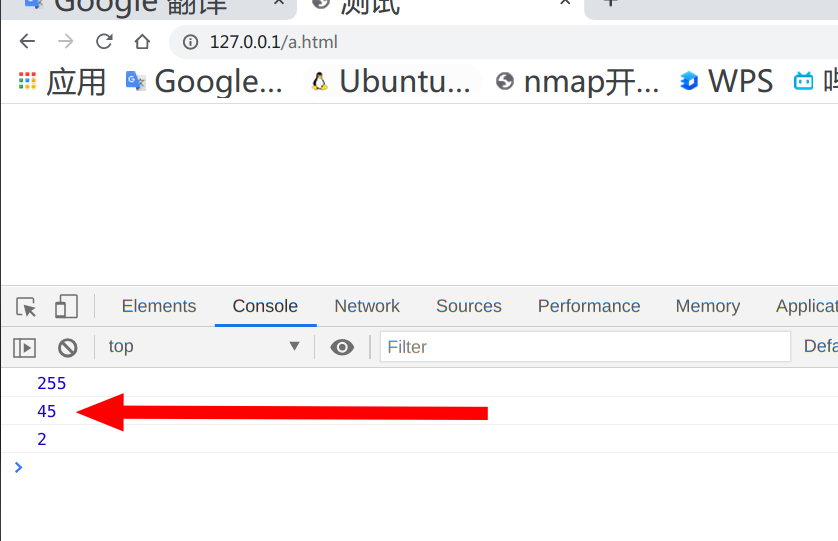 Google 翻译 × 测试 × +
127.0.0.1/a.html
应用 Google... Ubuntu... nmap开... WPS
Elements Console Network Sources Performance Memory Applicat
top ▼ Filter Defa
255
45
2
>